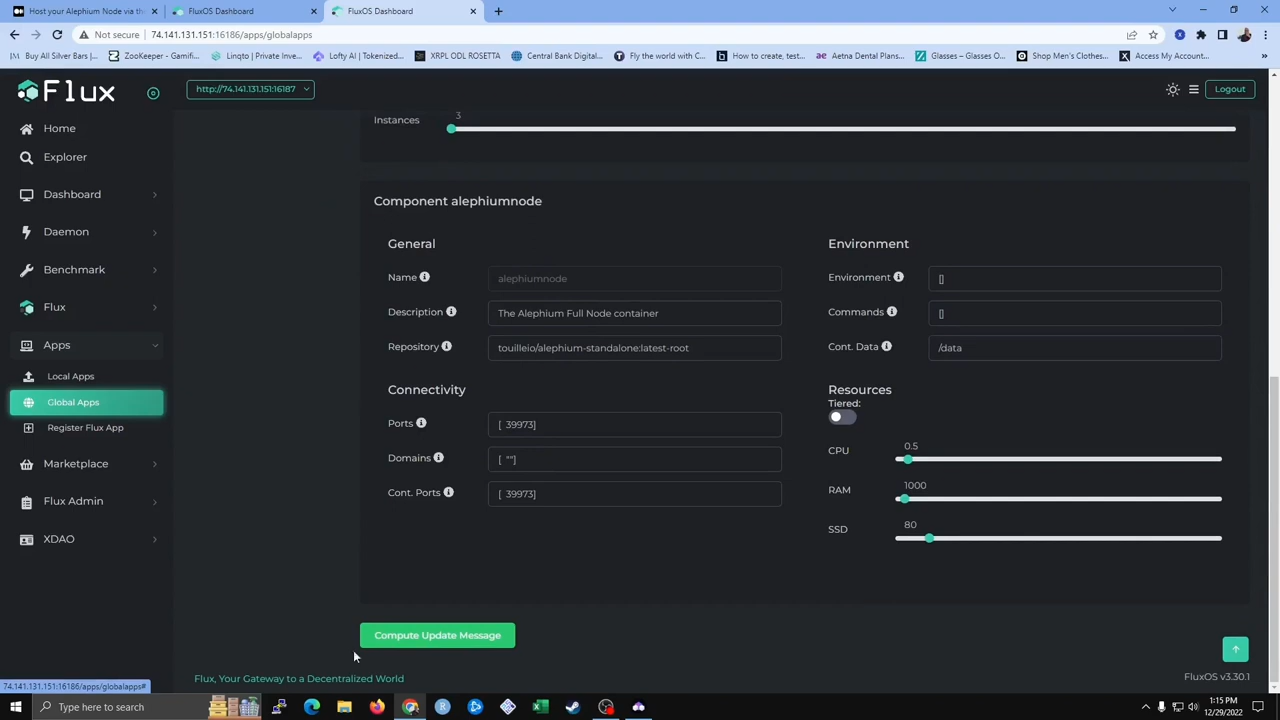 Host your Alephium Node via th
FluxOS Dashboard
FluxOS Dashboard
Not secure
74.141.131.151:16186/apps/globalapps
Buy All Silver Bars |...
ZooKeeper - Gamifi...
Linqto | Private Inve...
Lofty AI | Tokenized...
XRPL ODL ROSETTA
Central Bank Digital...
Fly the world with C...
How to create, test...
Aetna Dental Plans...
Glasses – Glasses O...
Shop Men's Clothes...
Access My Account...
Flux
http://74.141.131.151:16187
Logout
Home
Explorer
Dashboard
Daemon
Benchmark
Flux
Apps
Local Apps
Global Apps
Register Flux App
Marketplace
Flux Admin
XDAO
Instances
3
Component alephiumnode
General
Name
alephiumnode
Description
The Alephium Full Node container
Repository
touilleio/alephium-standalone:latest-root
Connectivity
Ports
[ 39973]
Domains
[ ""]
Cont. Ports
[ 39973]
Environment
Environment
[]
Commands
[]
Cont. Data
/data
Resources
Tiered:
CPU
0.5
RAM
1000
SSD
80
Compute Update Message
Flux, Your Gateway to a Decentralized World
FluxOS v3.30.1
74.141.131.151:16186/apps/globalapps#
Type here to search
1:15 PM
12/29/2022